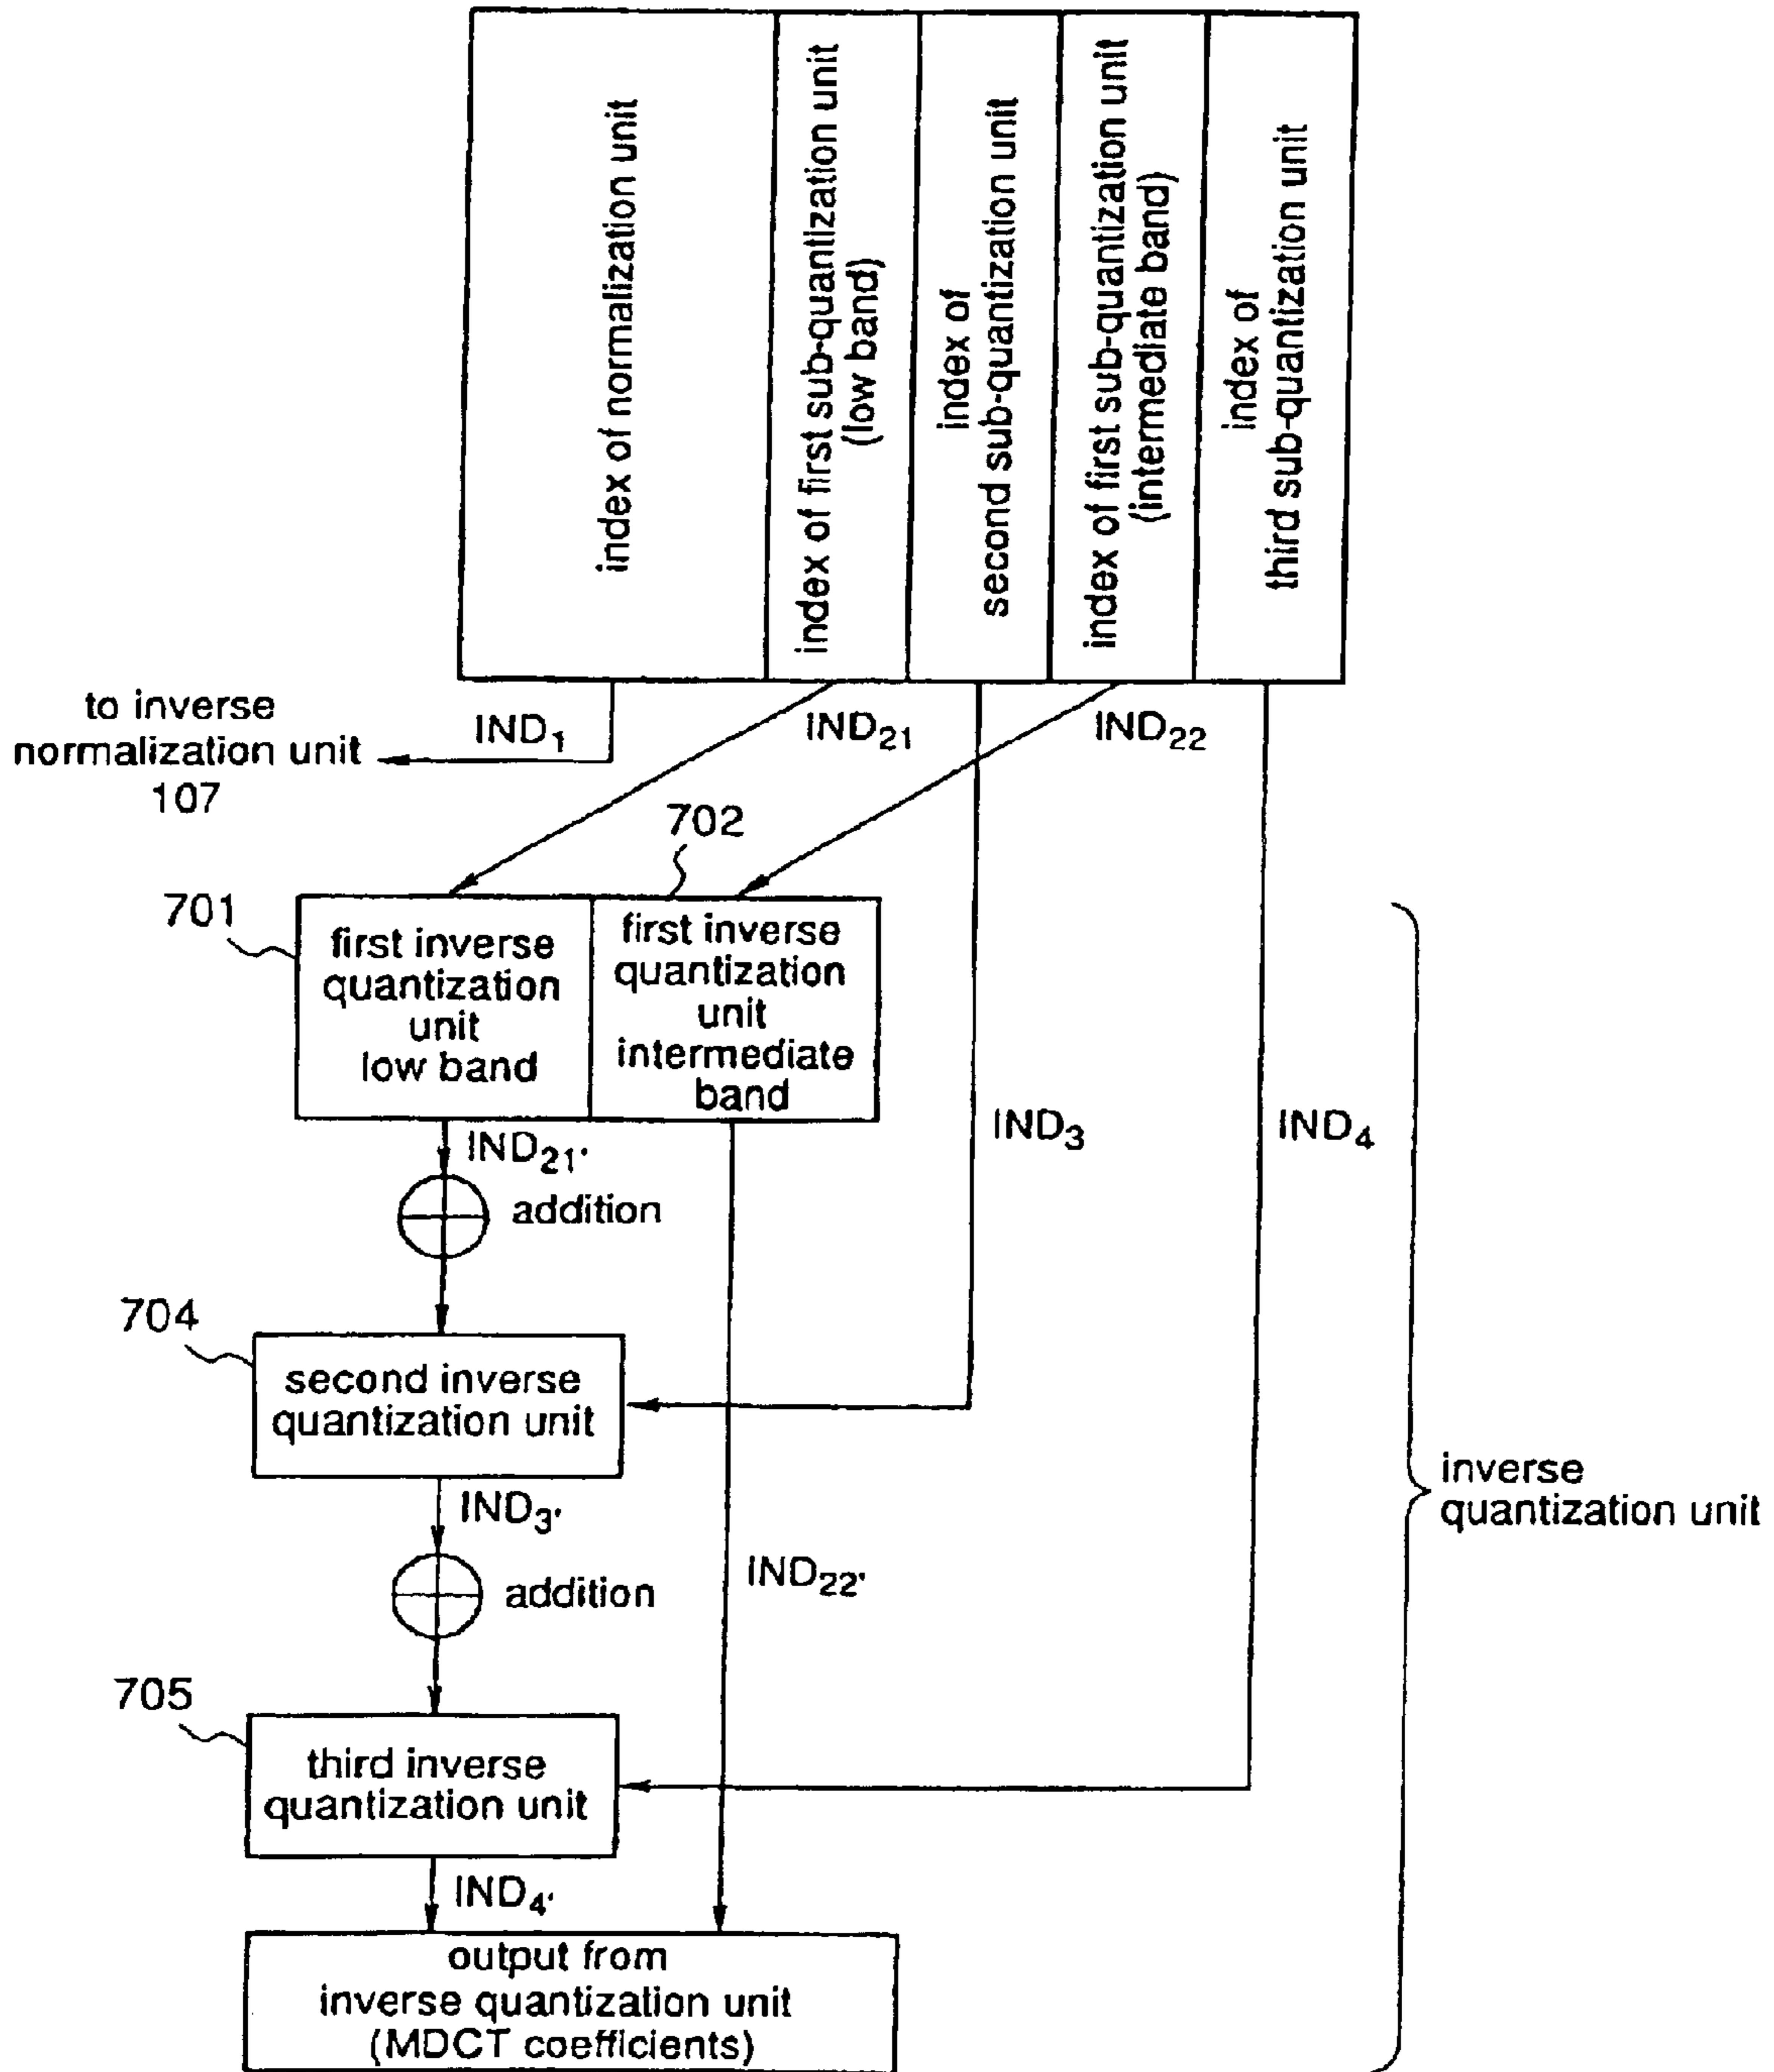 index of normalization unit
index of first sub-quantization unit
(low band)
index of
second sub-quantization unit
index of first sub-quantization unit
(intermediate band)
index of
third sub-quantization unit
to inverse
normalization unit
107
IND1
IND21
IND22
702
701
first inverse
quantization
unit
low band
first inverse
quantization
unit
intermediate
band
IND21'
addition
IND3
IND4
704
second inverse
quantization unit
IND3'
addition
IND22'
inverse
quantization unit
705
third inverse
quantization unit
IND4'
output from
inverse quantization unit
(MDCT coefficients)